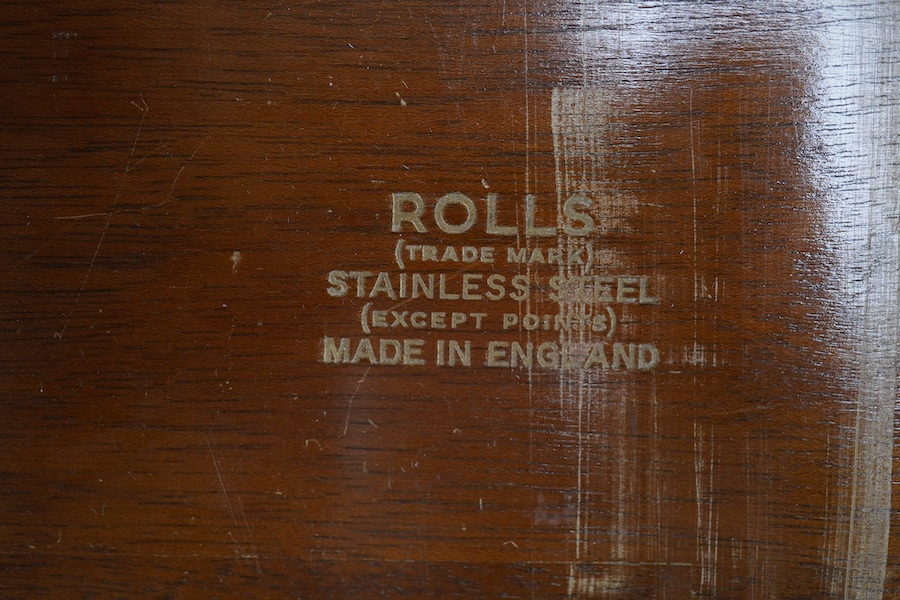 ROLLS
(TRADE MARK)
STAINLESS STEEL
(EXCEPT POINTS)
MADE IN ENGLAND